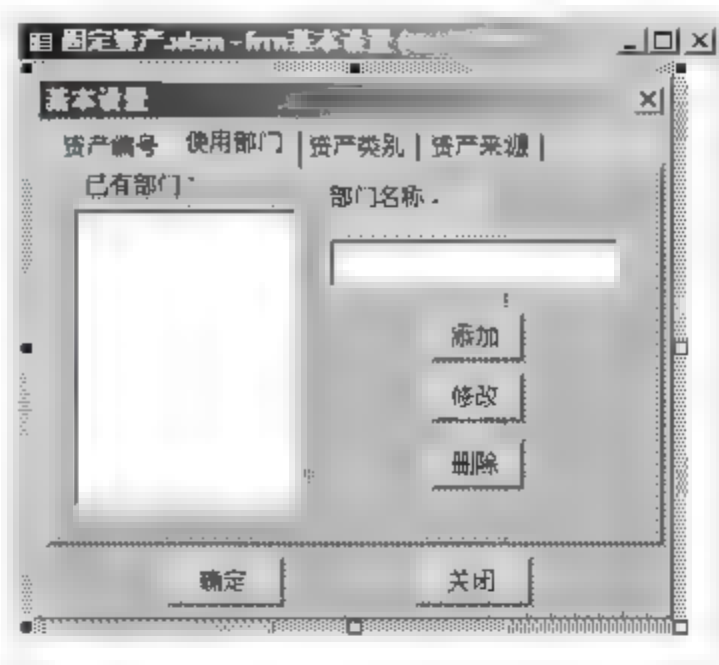 固定资产.xlsm - frm基本设置
基本设置
资产编号 使用部门 资产类别 资产来源
已有部门:
部门名称:
添加
修改
删除
确定
关闭